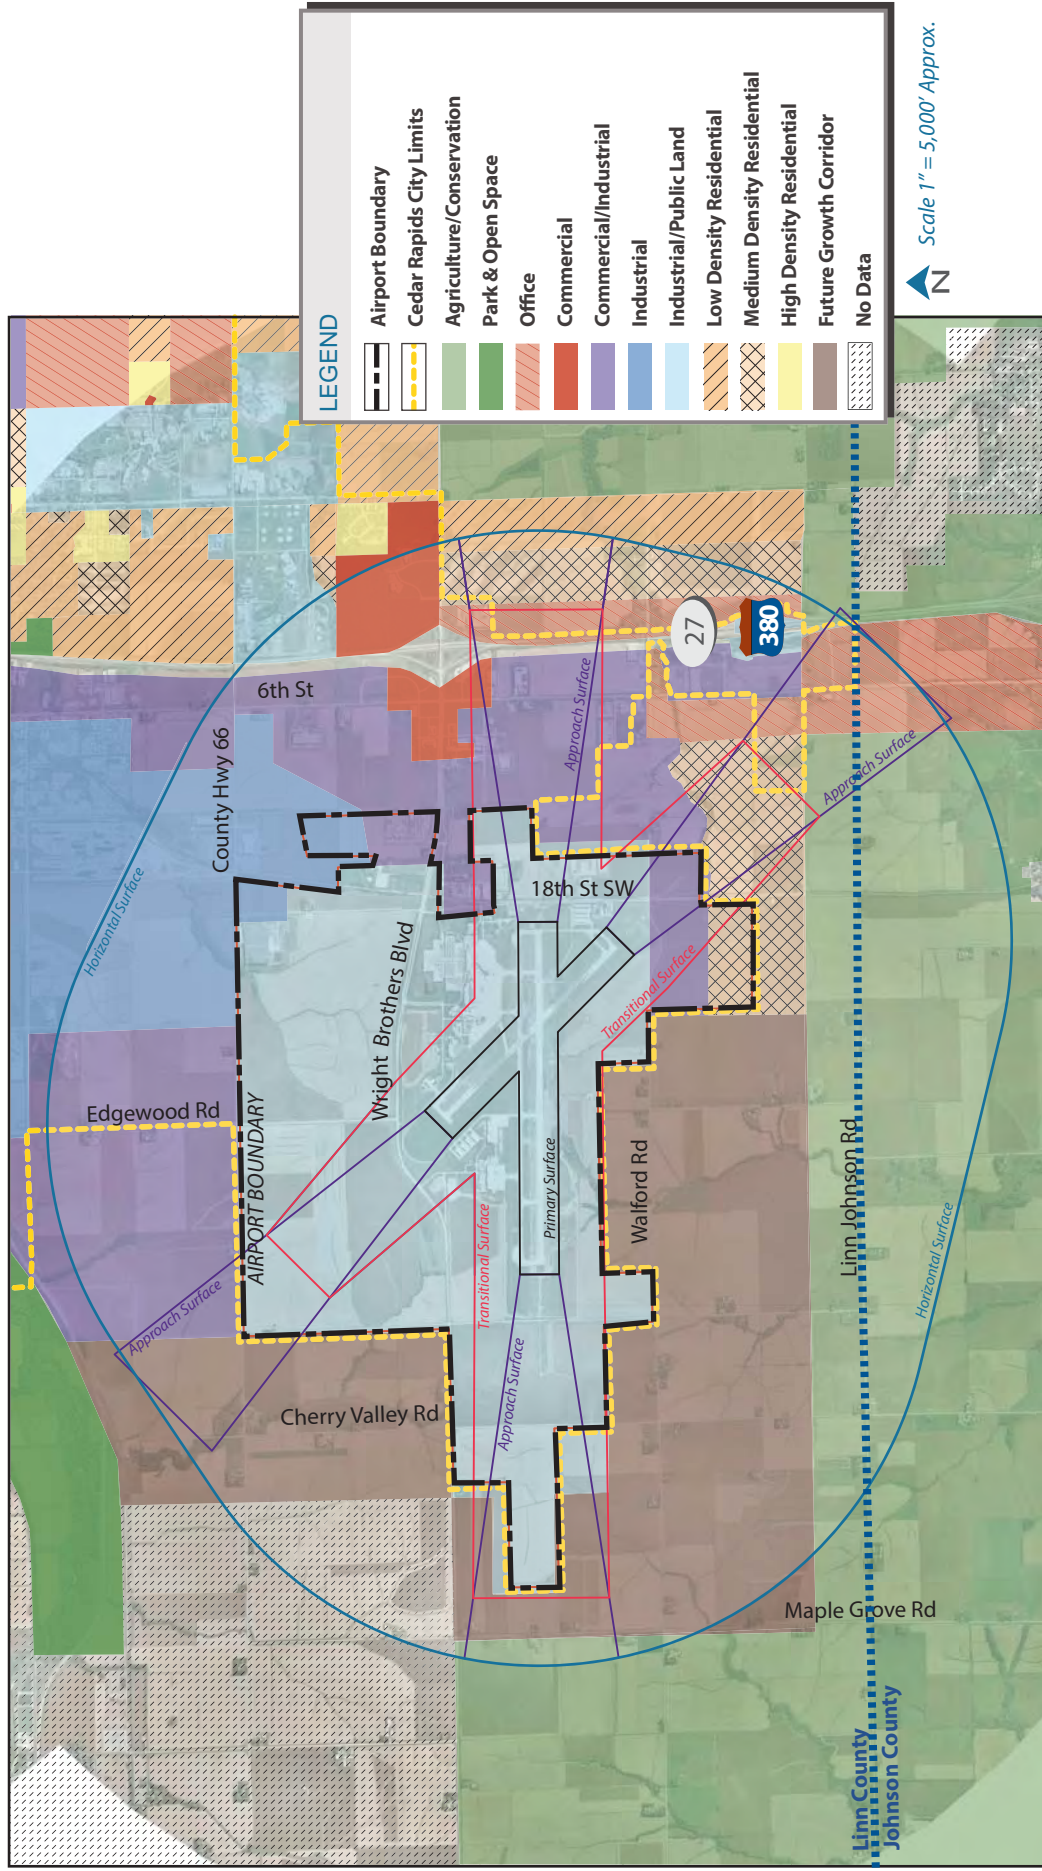 LEGEND
Airport Boundary
Cedar Rapids City Limits
Agriculture/Conservation
Park & Open Space
Office
Commercial
Commercial/Industrial
Industrial
Industrial/Public Land
Low Density Residential
Medium Density Residential
High Density Residential
Future Growth Corridor
No Data
N
Scale 1" = 5,000' Approx.
6th St
County Hwy 66
Horizontal Surface
Edgewood Rd
AIRPORT BOUNDARY
Approach Surface
Cherry Valley Rd
Wright Brothers Blvd
18th St SW
Approach Surface
27
380
Approach Surface
Transitional Surface
Transitional Surface
Primary Surface
Approach Surface
Walford Rd
Linn Johnson Rd
Horizontal Surface
Maple Grove Rd
Linn County
Johnson County